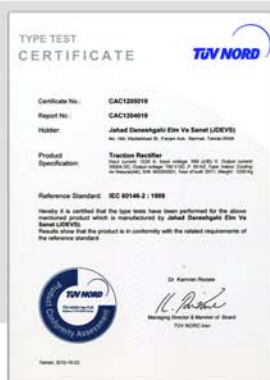 TYPE TEST
CERTIFICATE
TÜV NORD
Certificate No.: CAC1205019
Report No.: CAC1204019
Holder: Jahad Daneshgahi Elm Va Sanat (JDEVS)
Product Traction Rectifier
Specification:
Reference Standard: IEC 60146-2 : 1999
Hereby it is certified that the type tests have been performed for the above
mentioned product which is manufactured by Jahad Daneshgahi Elm Va
Sanat (JDEVS).
Results show that the product is in conformity with the related requirements of
the reference standard.
TÜV NORD
Product Conformity Assessment
Dr. Kamran Rezaie
Managing Director & Member of Board
TÜV NORD Iran